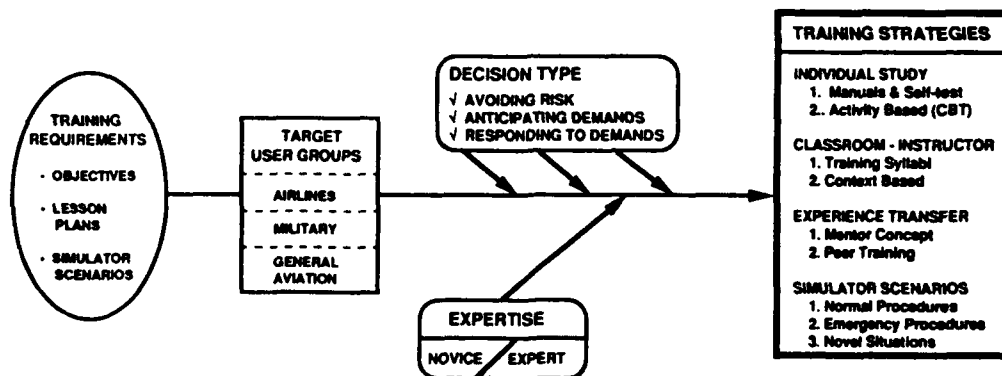 TRAINING
REQUIREMENTS
· OBJECTIVES
· LESSON
PLANS
· SIMULATOR
SCENARIOS
TARGET
USER GROUPS
AIRLINES
MILITARY
GENERAL
AVIATION
DECISION TYPE
√ AVOIDING RISK
√ ANTICIPATING DEMANDS
√ RESPONDING TO DEMANDS
EXPERTISE
NOVICE EXPERT
TRAINING STRATEGIES
INDIVIDUAL STUDY
1. Manuals & Self-test
2.. Activity Based (CBT)
CLASSROOM - INSTRUCTOR
1. Training Syllabi
2. Context Based
EXPERIENCE TRANSFER
1. Mentor Concept
2. Peer Training
SIMULATOR SCENARIOS
1. Normal Procedures
2. Emergency Procedures
3. Novel Situations